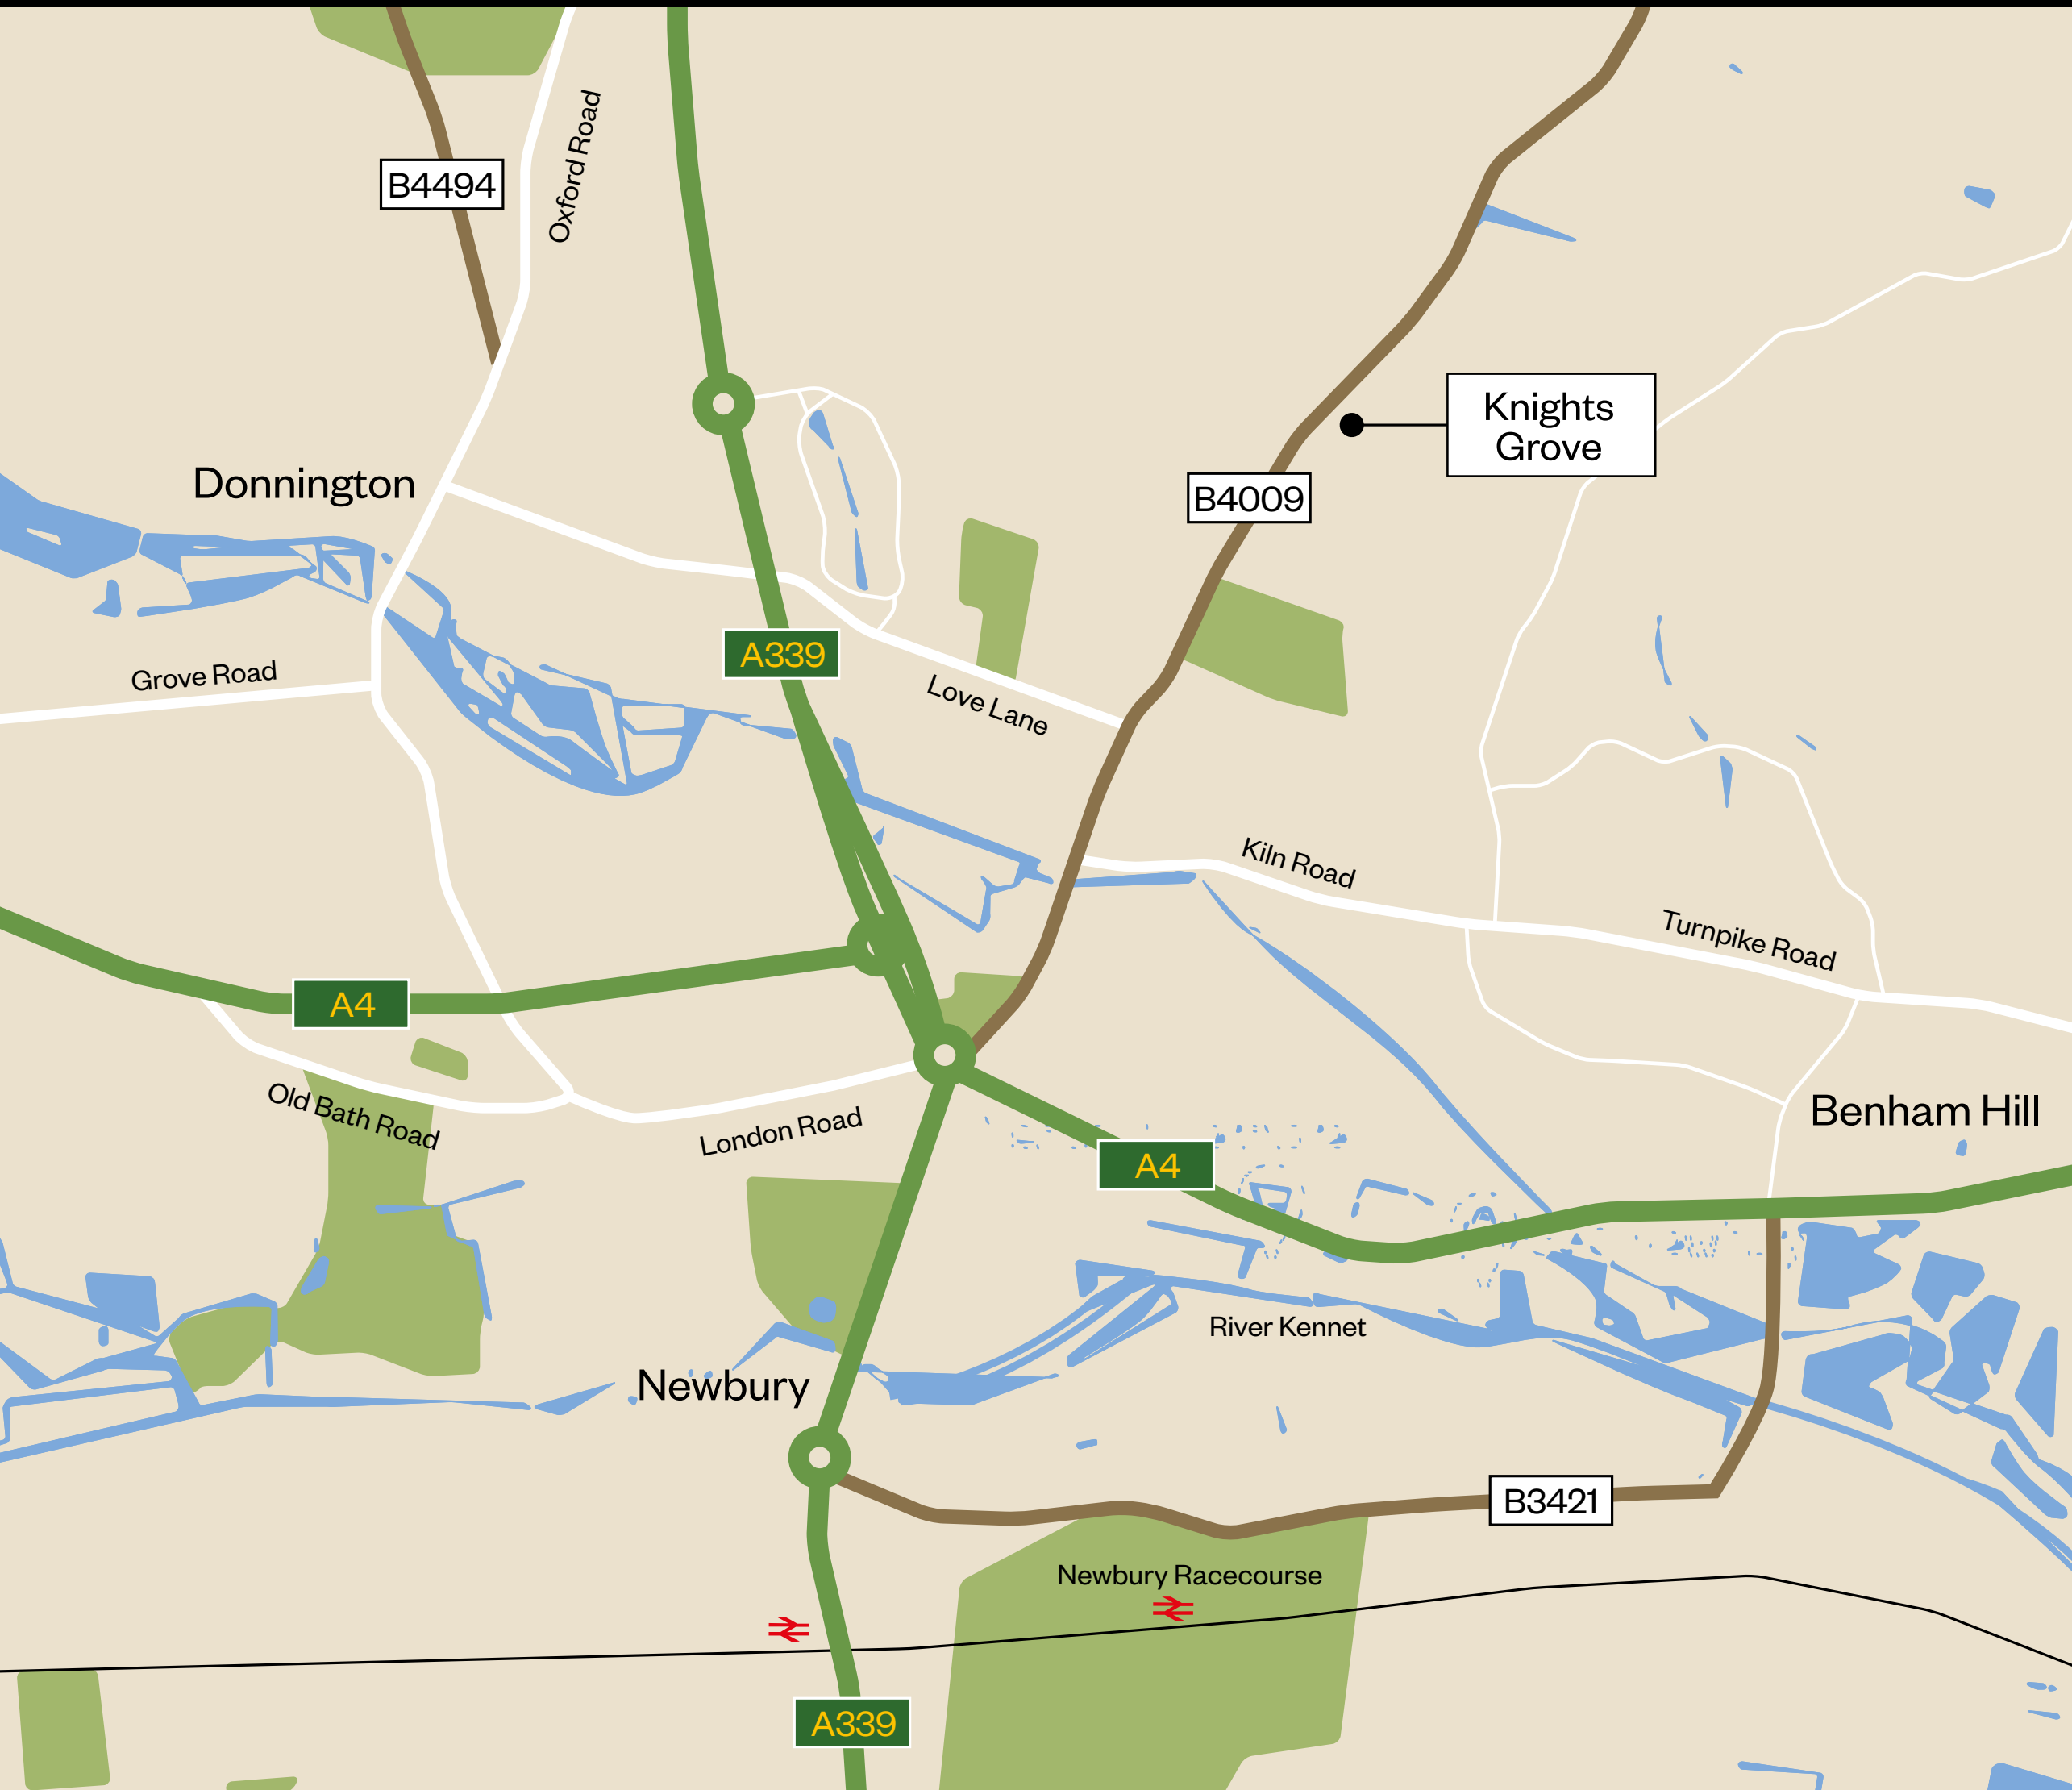 Oxford Road
B4494
Knights
Grove
Donnington
B4009
A339
Grove Road
Love Lane
Kiln Road
Turnpike Road
A4
Old Bath Road
London Road
Benham Hill
A4
River Kennet
Newbury
B3421
Newbury Racecourse
A339